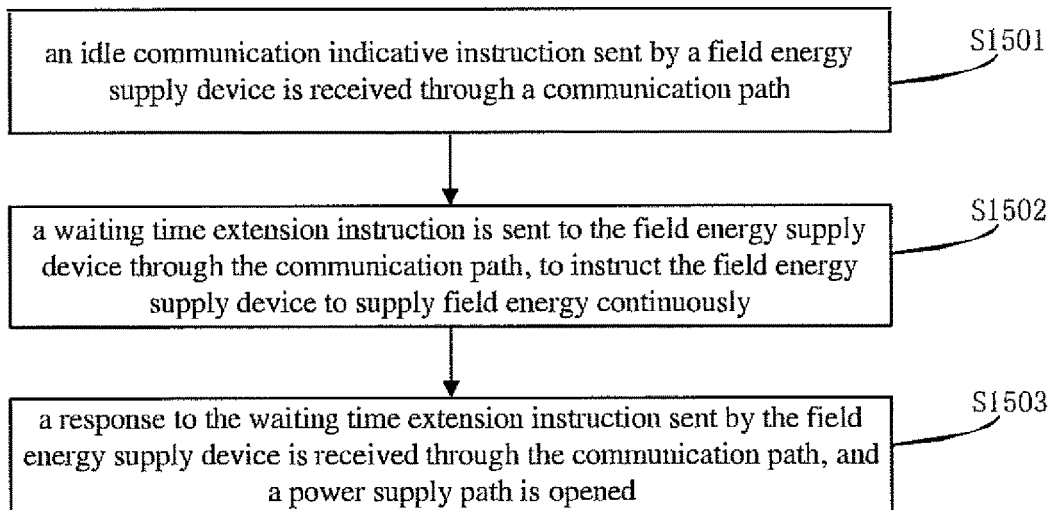 an idle communication indicative instruction sent by a field energy
supply device is received through a communication path
S1501
a waiting time extension instruction is sent to the field energy supply
device through the communication path, to instruct the field energy
supply device to supply field energy continuously
S1502
a response to the waiting time extension instruction sent by the field
energy supply device is received through the communication path, and
a power supply path is opened
S1503